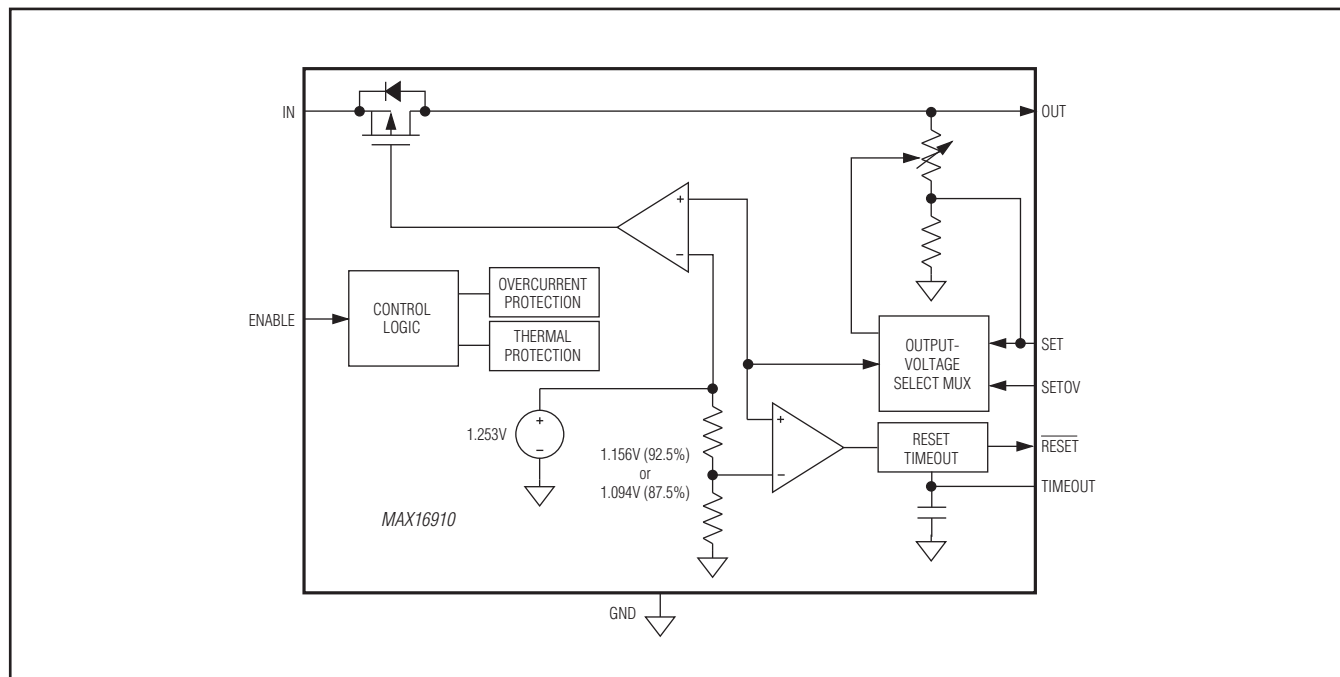 IN
OUT
+
−
OVERCURRENT
PROTECTION
CONTROL
LOGIC
ENABLE
THERMAL
PROTECTION
OUTPUT-
VOLTAGE
SELECT MUX
SET
SETOV
+
−
1.253V
1.156V (92.5%)
or
1.094V (87.5%)
+
−
RESET
TIMEOUT
RESET
TIMEOUT
MAX16910
GND